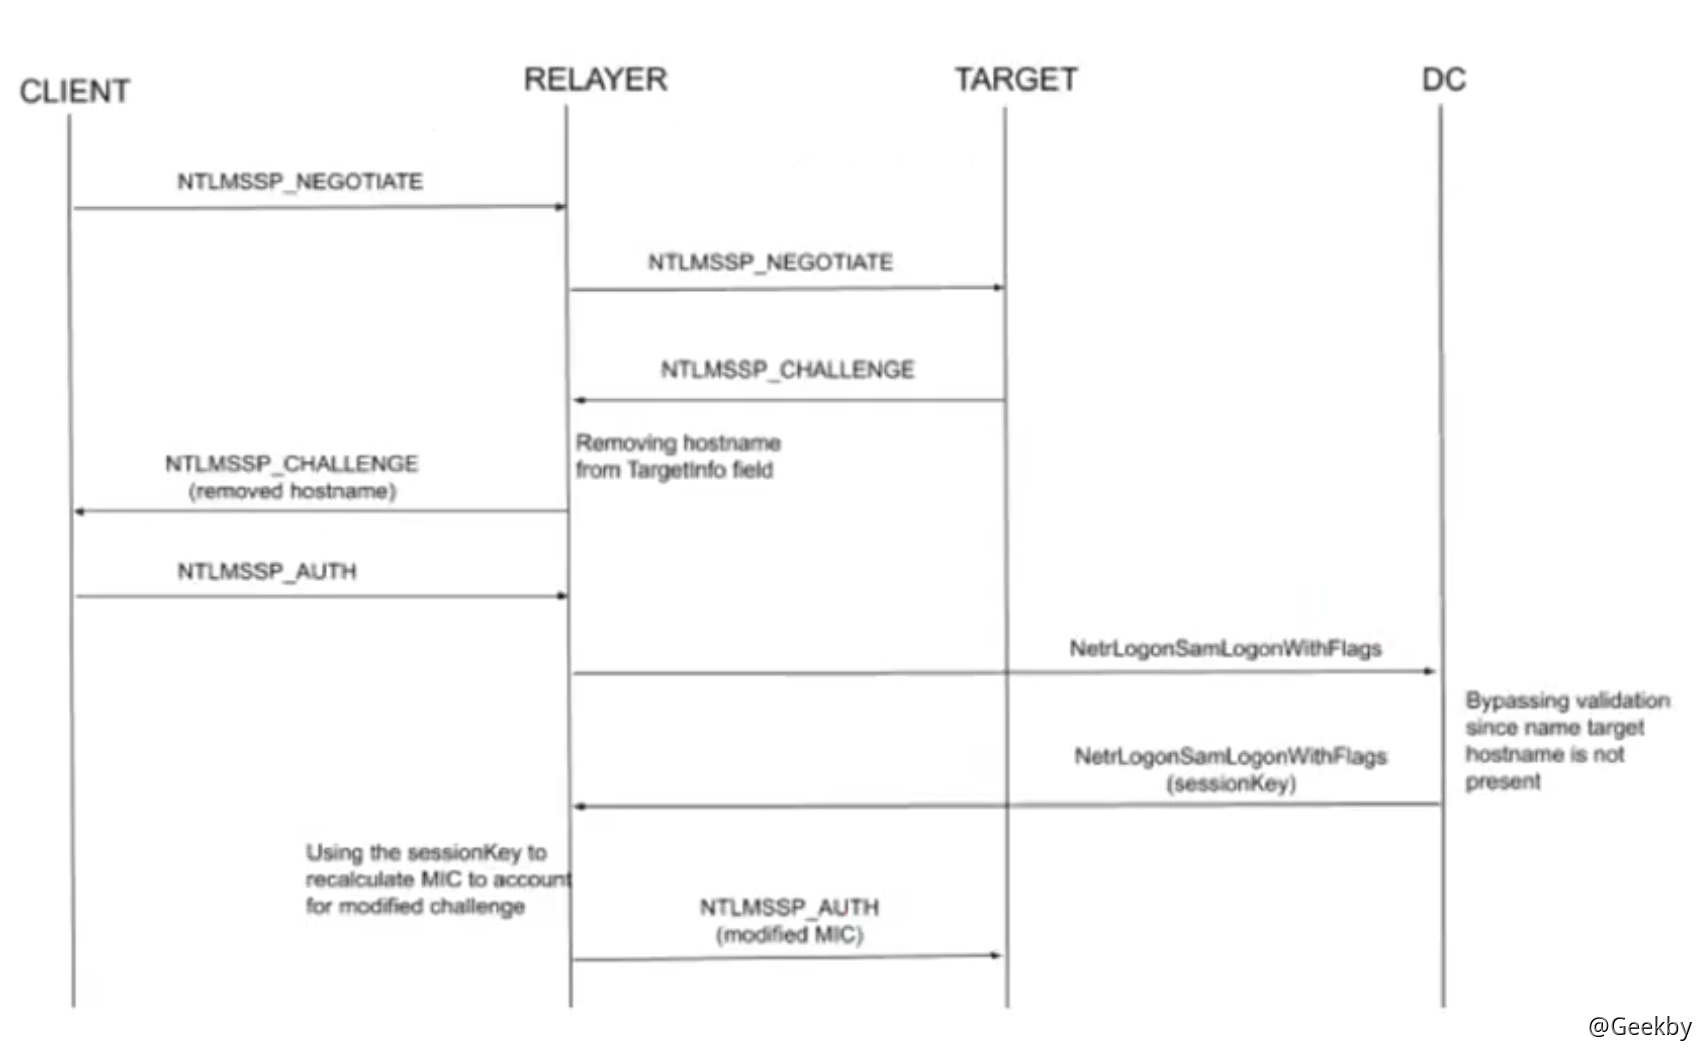 CLIENT
RELAYER
TARGET
DC
NTLMSSP_NEGOTIATE
NTLMSSP_NEGOTIATE
NTLMSSP_CHALLENGE
Removing hostname
from TargetInfo field
NTLMSSP_CHALLENGE
(removed hostname)
NTLMSSP_AUTH
NetrLogonSamLogonWithFlags
Bypassing validation
since name target
hostname is not
present
NetrLogonSamLogonWithFlags
(sessionKey)
Using the sessionKey to
recalculate MIC to account
for modified challenge
NTLMSSP_AUTH
(modified MIC)
@Geekby